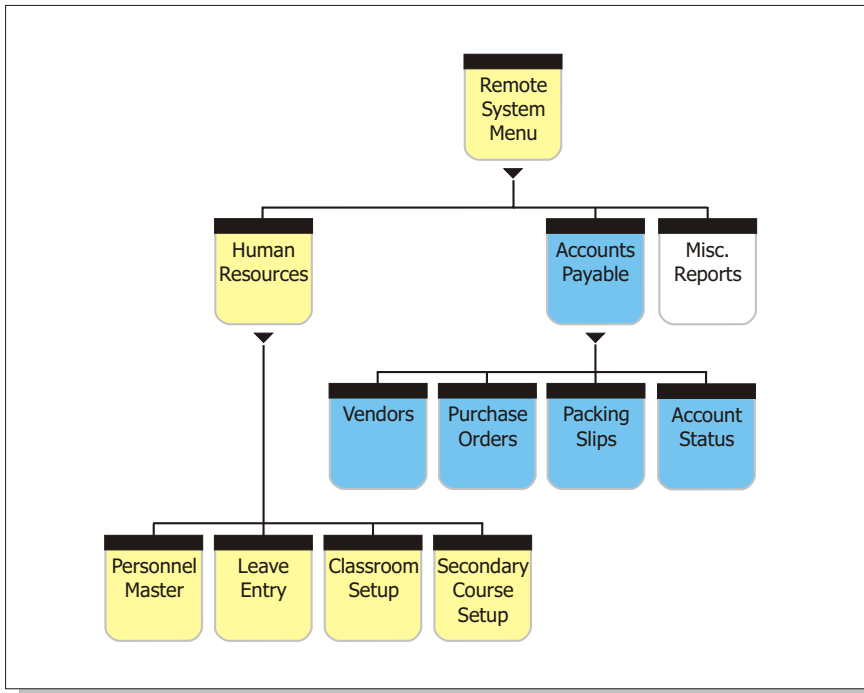 Remote
System
Menu
Human
Resources
Accounts
Payable
Misc.
Reports
Vendors
Purchase
Orders
Packing
Slips
Account
Status
Personnel
Master
Leave
Entry
Classroom
Setup
Secondary
Course
Setup